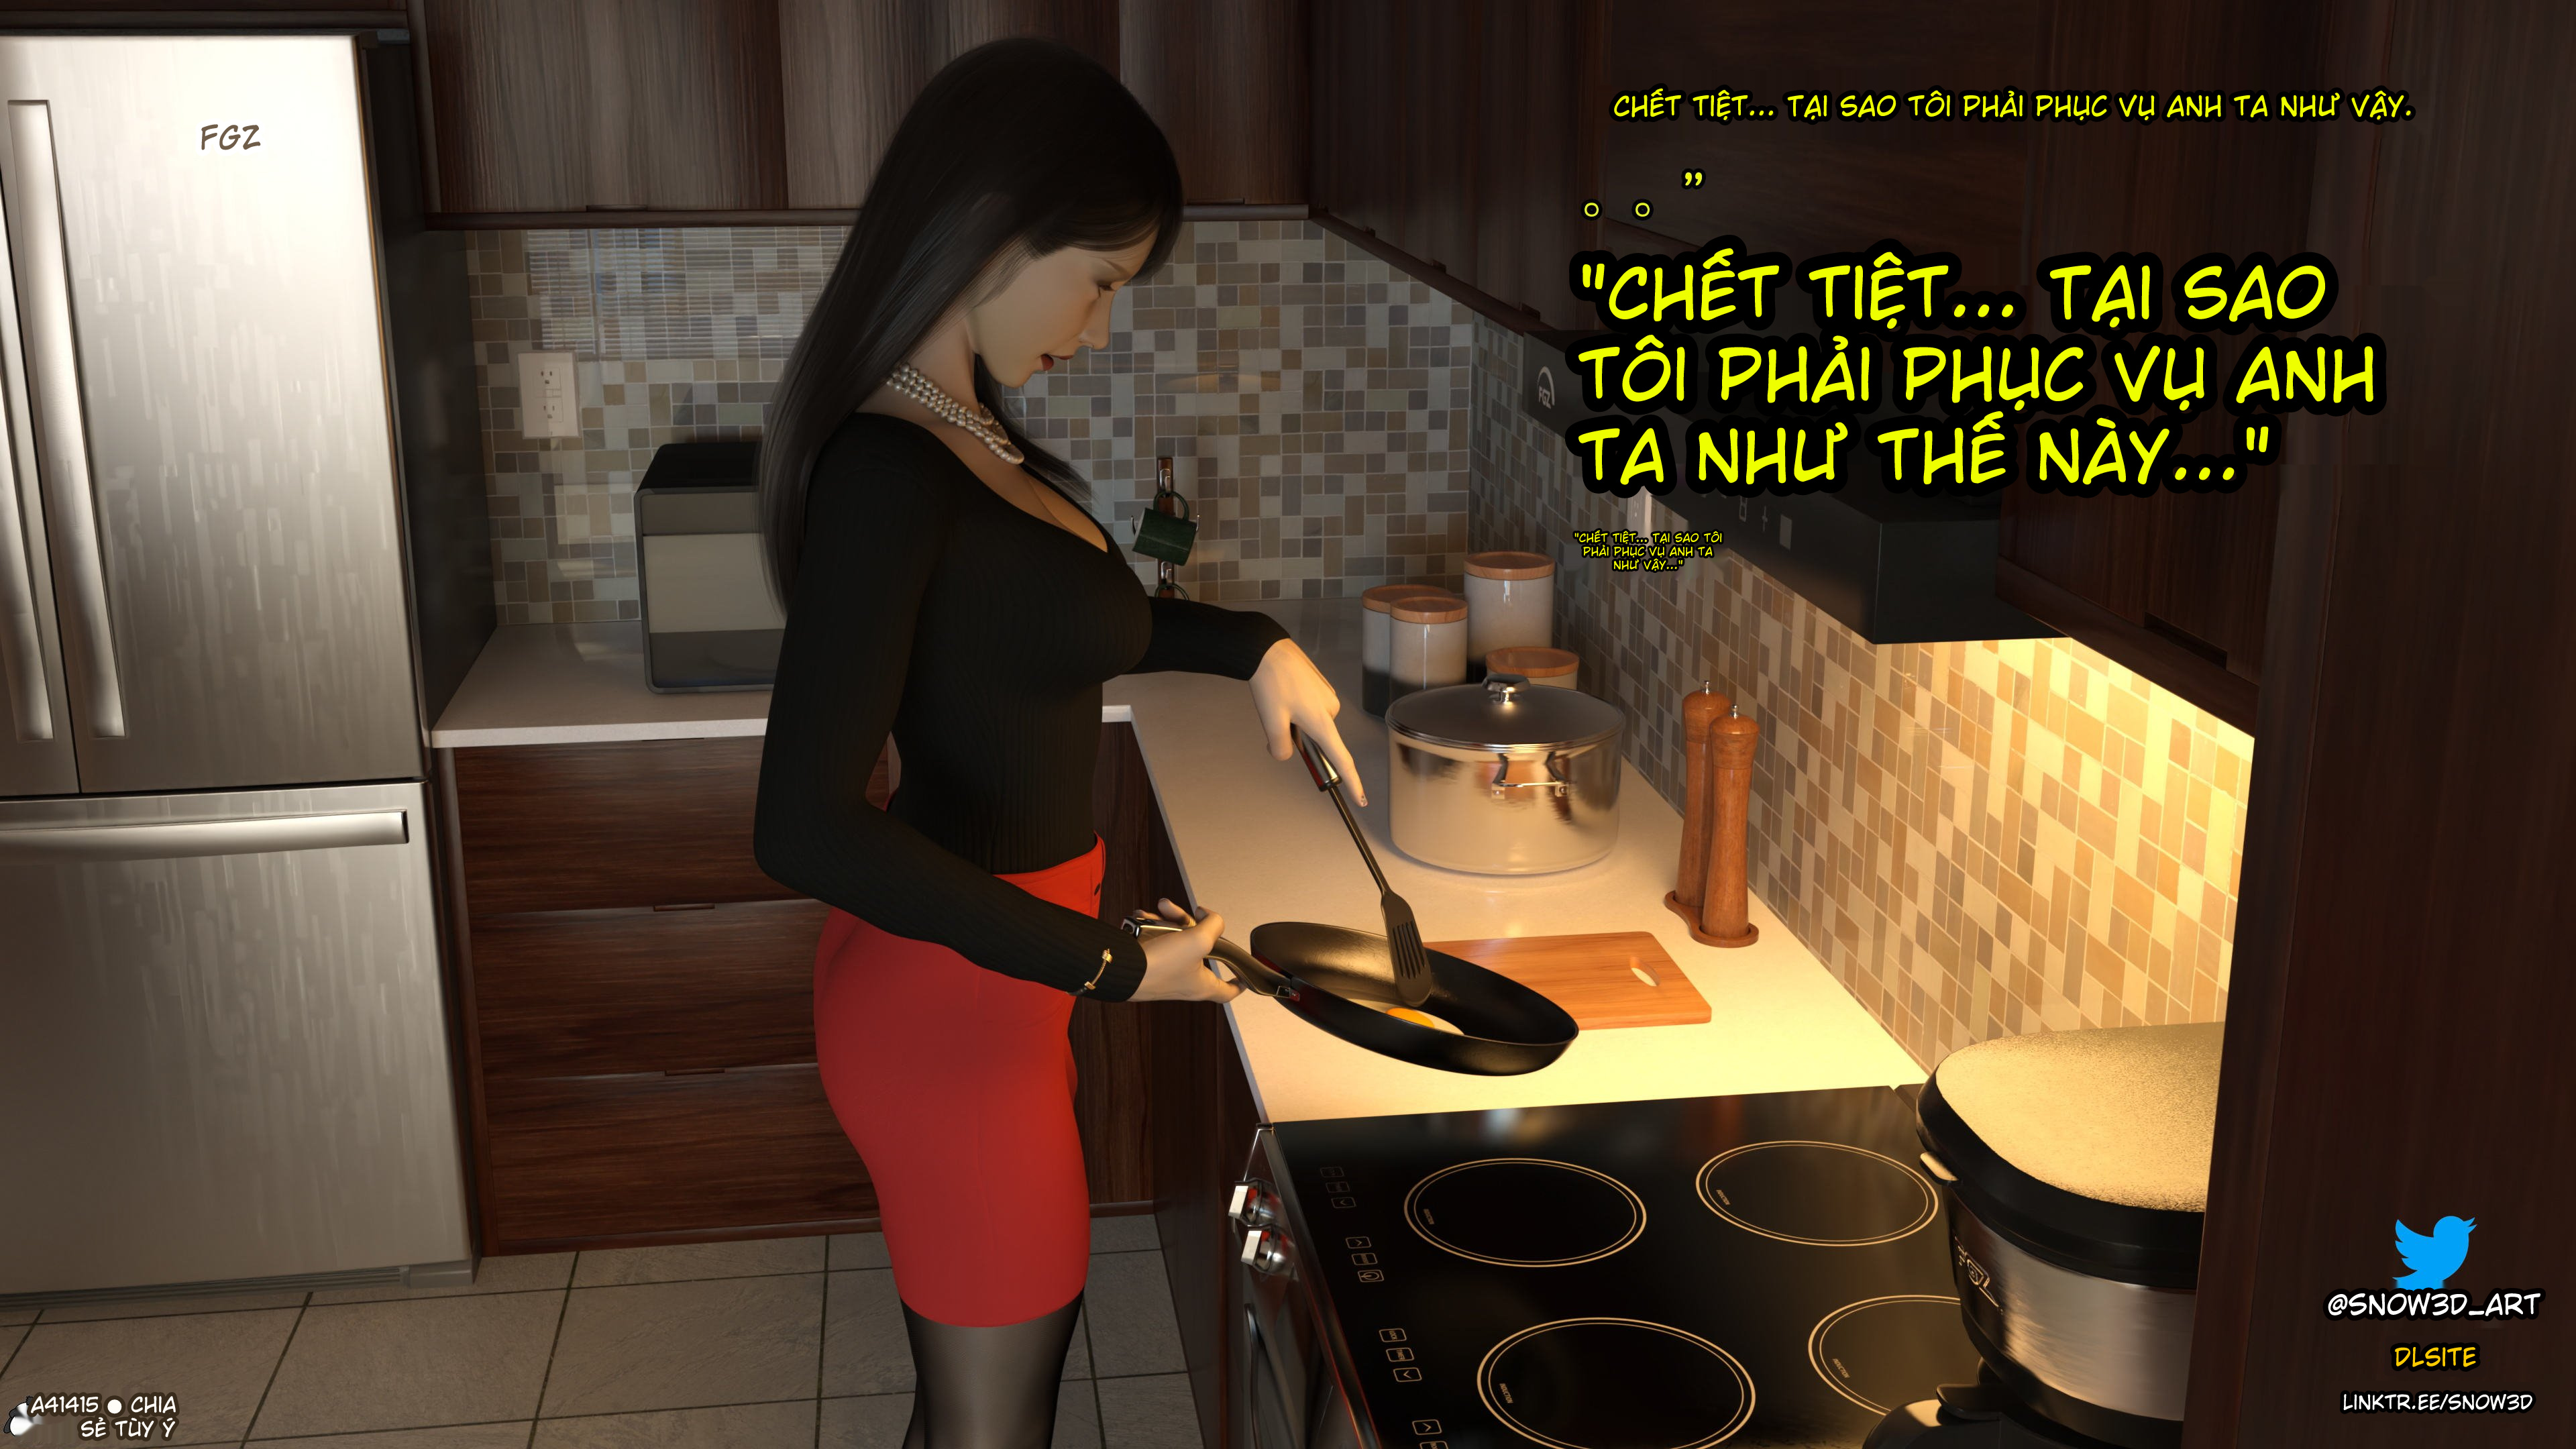 CHẾT TIỆT... TẠI SAO TÔI PHẢI PHỤC VỤ ANH TA NHƯ VẬY.
。。”
"CHẾT TIỆT... TẠI SAO
TÔI PHẢI PHỤC VỤ ANH
TA NHƯ THẾ NÀY..."
"CHẾT TIỆT... TẠI SAO TÔI
PHẢI PHỤC VỤ ANH TA
NHƯ VẬY..."
FGZ
FGZ
@SNOW3D_ART
DLSITE
LINKTR.EE/SNOW3D
A41415 ● CHIA
SẺ TÙY Ý